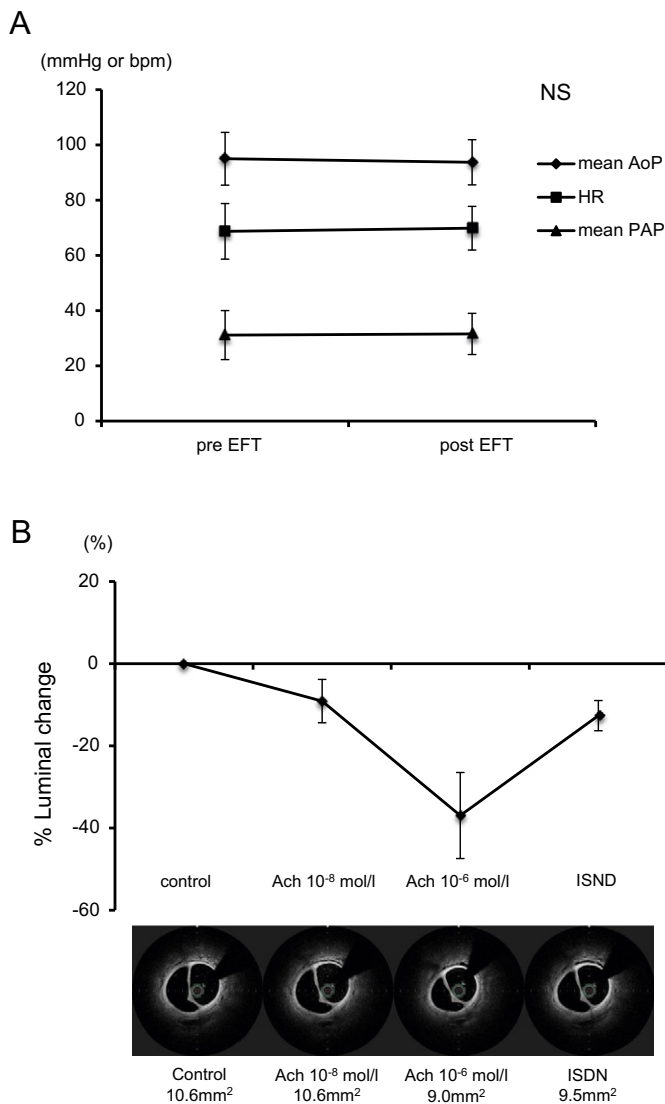 A
(mmHg or bpm)
120
NS
100
mean AoP
80
HR
60
mean PAP
40
20
0
pre EFT
post EFT
B
(%)
20
0
-20
-40
-60
% Luminal change
control
Ach 10⁻⁸ mol/l
Ach 10⁻⁶ mol/l
ISND
Control
Ach 10⁻⁸ mol/l
Ach 10⁻⁶ mol/l
ISDN
10.6mm²
10.6mm²
9.0mm²
9.5mm²